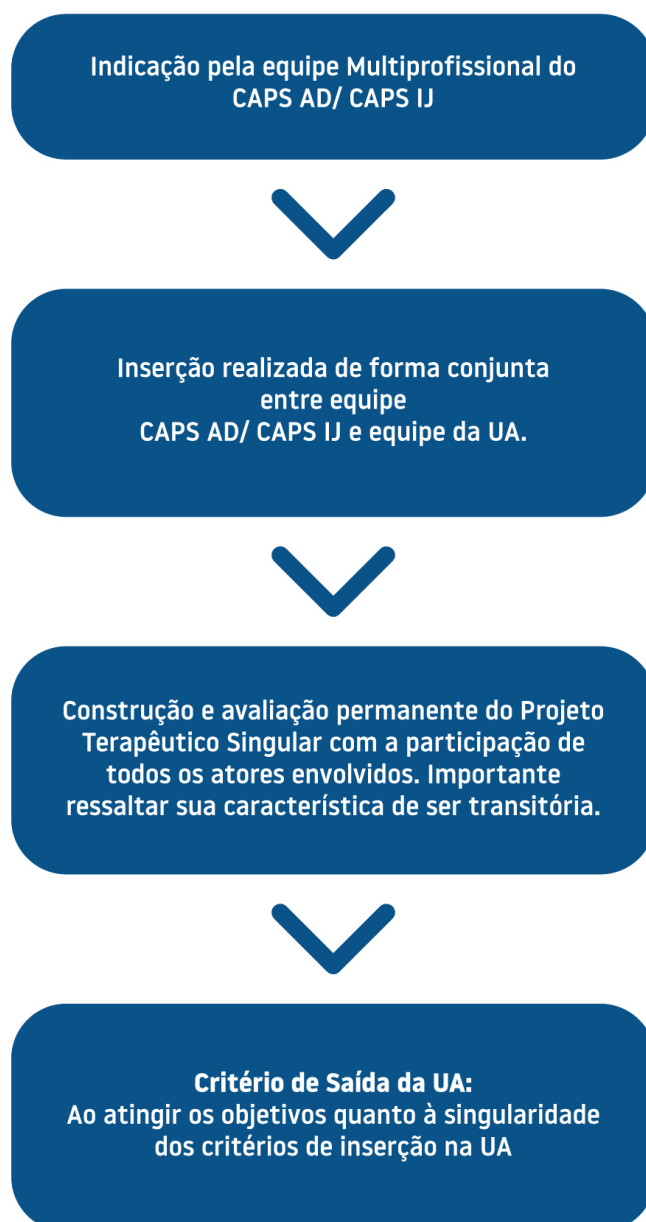 Indicação pela equipe Multiprofissional do
CAPS AD/ CAPS IJ
Inserção realizada de forma conjunta
entre equipe
CAPS AD/ CAPS IJ e equipe da UA.
Construção e avaliação permanente do Projeto
Terapêutico Singular com a participação de
todos os atores envolvidos. Importante
ressaltar sua característica de ser transitória.
Critério de Saída da UA:
Ao atingir os objetivos quanto à singularidade
dos critérios de inserção na UA